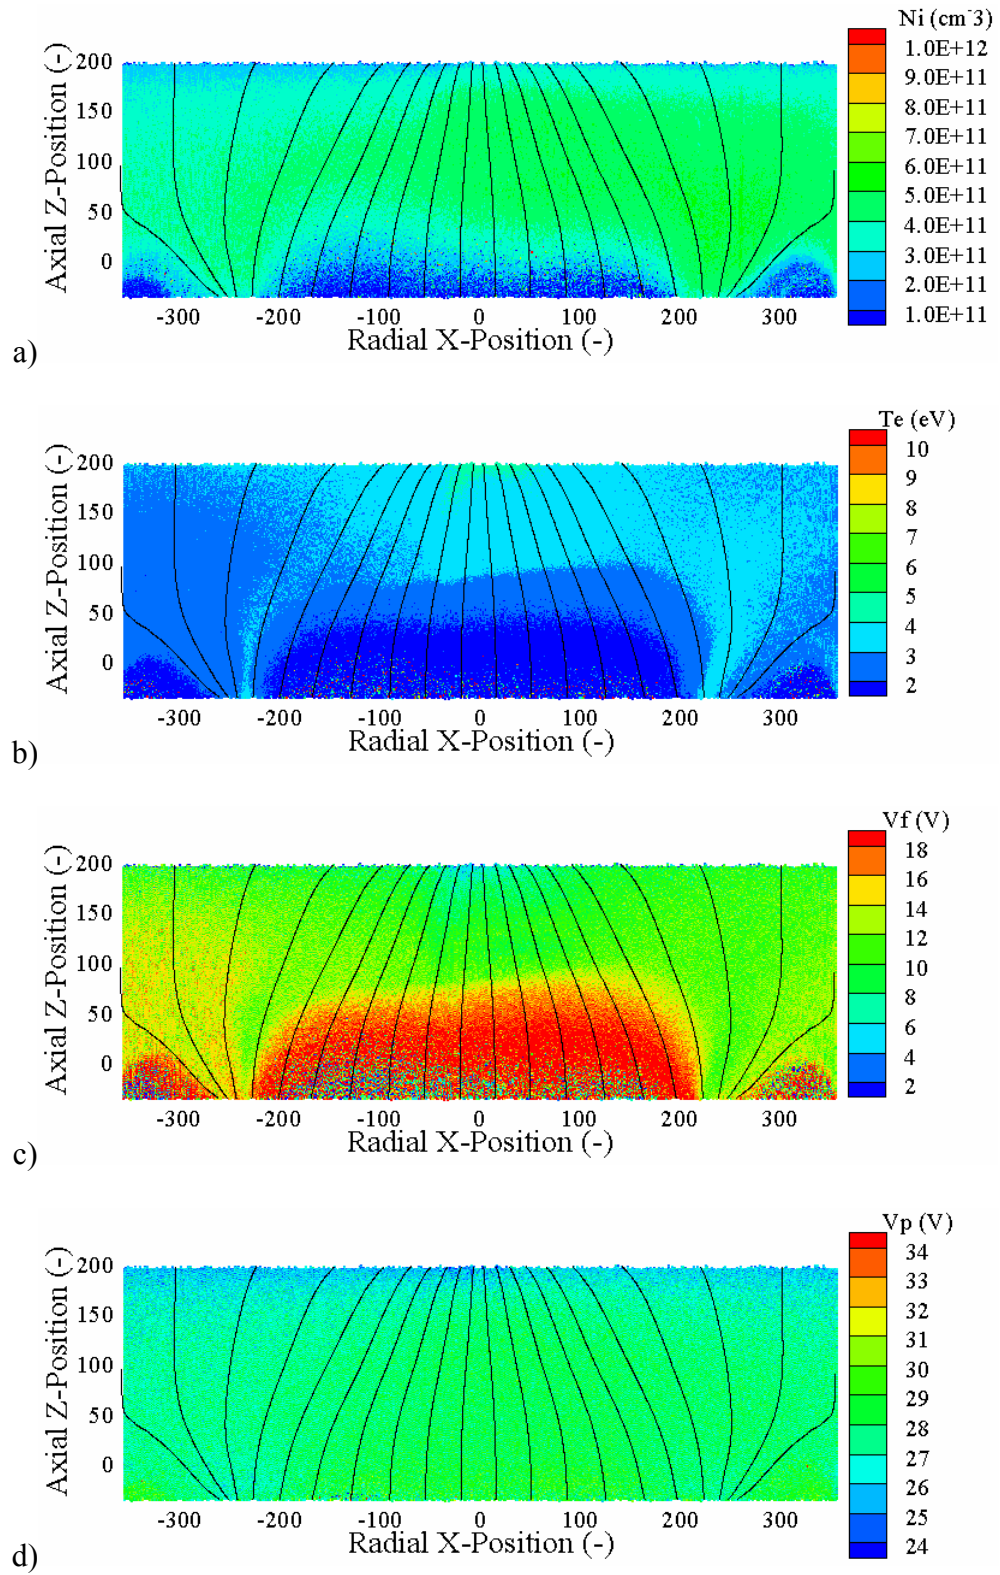 Ni (cm-3)
1.0E+12
9.0E+11
8.0E+11
7.0E+11
6.0E+11
5.0E+11
4.0E+11
3.0E+11
2.0E+11
1.0E+11
Axial Z-Position (-)
200
150
100
50
0
-300 -200 -100 0 100 200 300
Radial X-Position (-)
a)
Te (eV)
10
9
8
7
6
5
4
3
2
Axial Z-Position (-)
200
150
100
50
0
-300 -200 -100 0 100 200 300
Radial X-Position (-)
b)
Vf (V)
18
16
14
12
10
8
6
4
2
Axial Z-Position (-)
200
150
100
50
0
-300 -200 -100 0 100 200 300
Radial X-Position (-)
c)
Vp (V)
34
33
32
31
30
29
28
27
26
25
24
Axial Z-Position (-)
200
150
100
50
0
-300 -200 -100 0 100 200 300
Radial X-Position (-)
d)